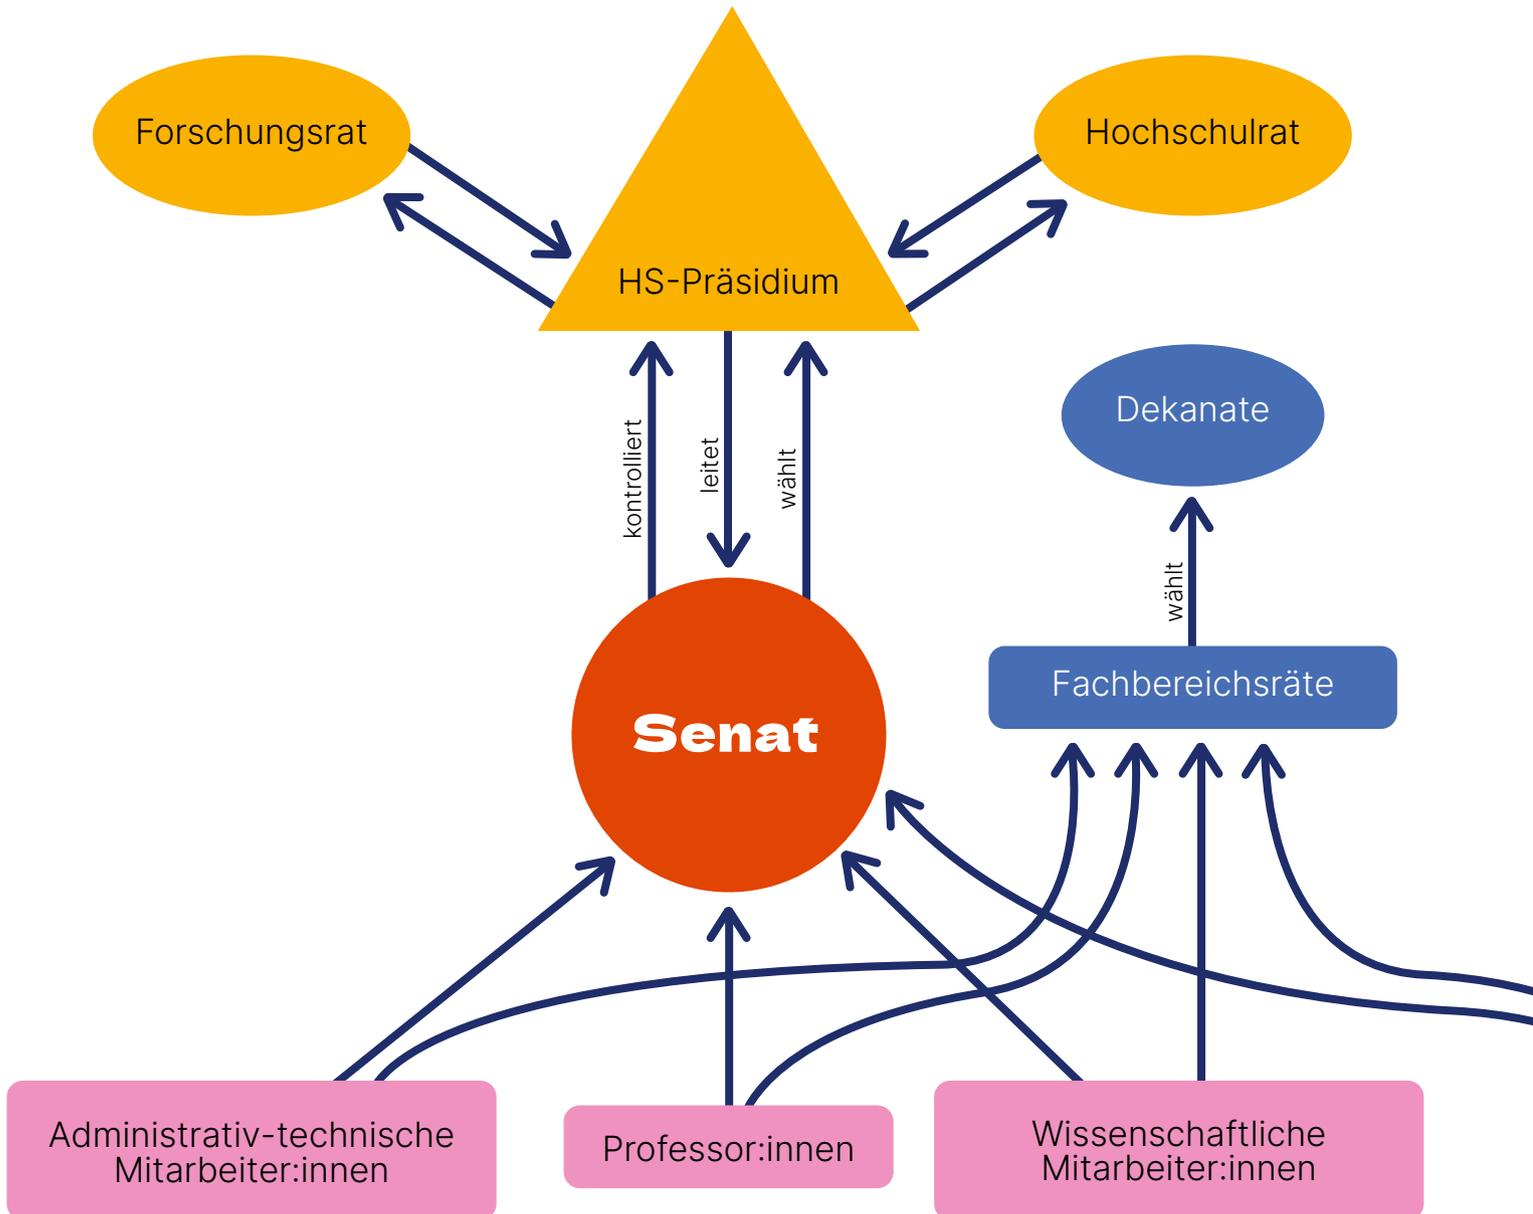 Forschungsrat
Hochschulrat
HS-Präsidium
kontrolliert
leitet
wählt
Dekanate
wählt
Fachbereichsräte
Senat
Administrativ-technische
Mitarbeiter:innen
Professor:innen
Wissenschaftliche
Mitarbeiter:innen